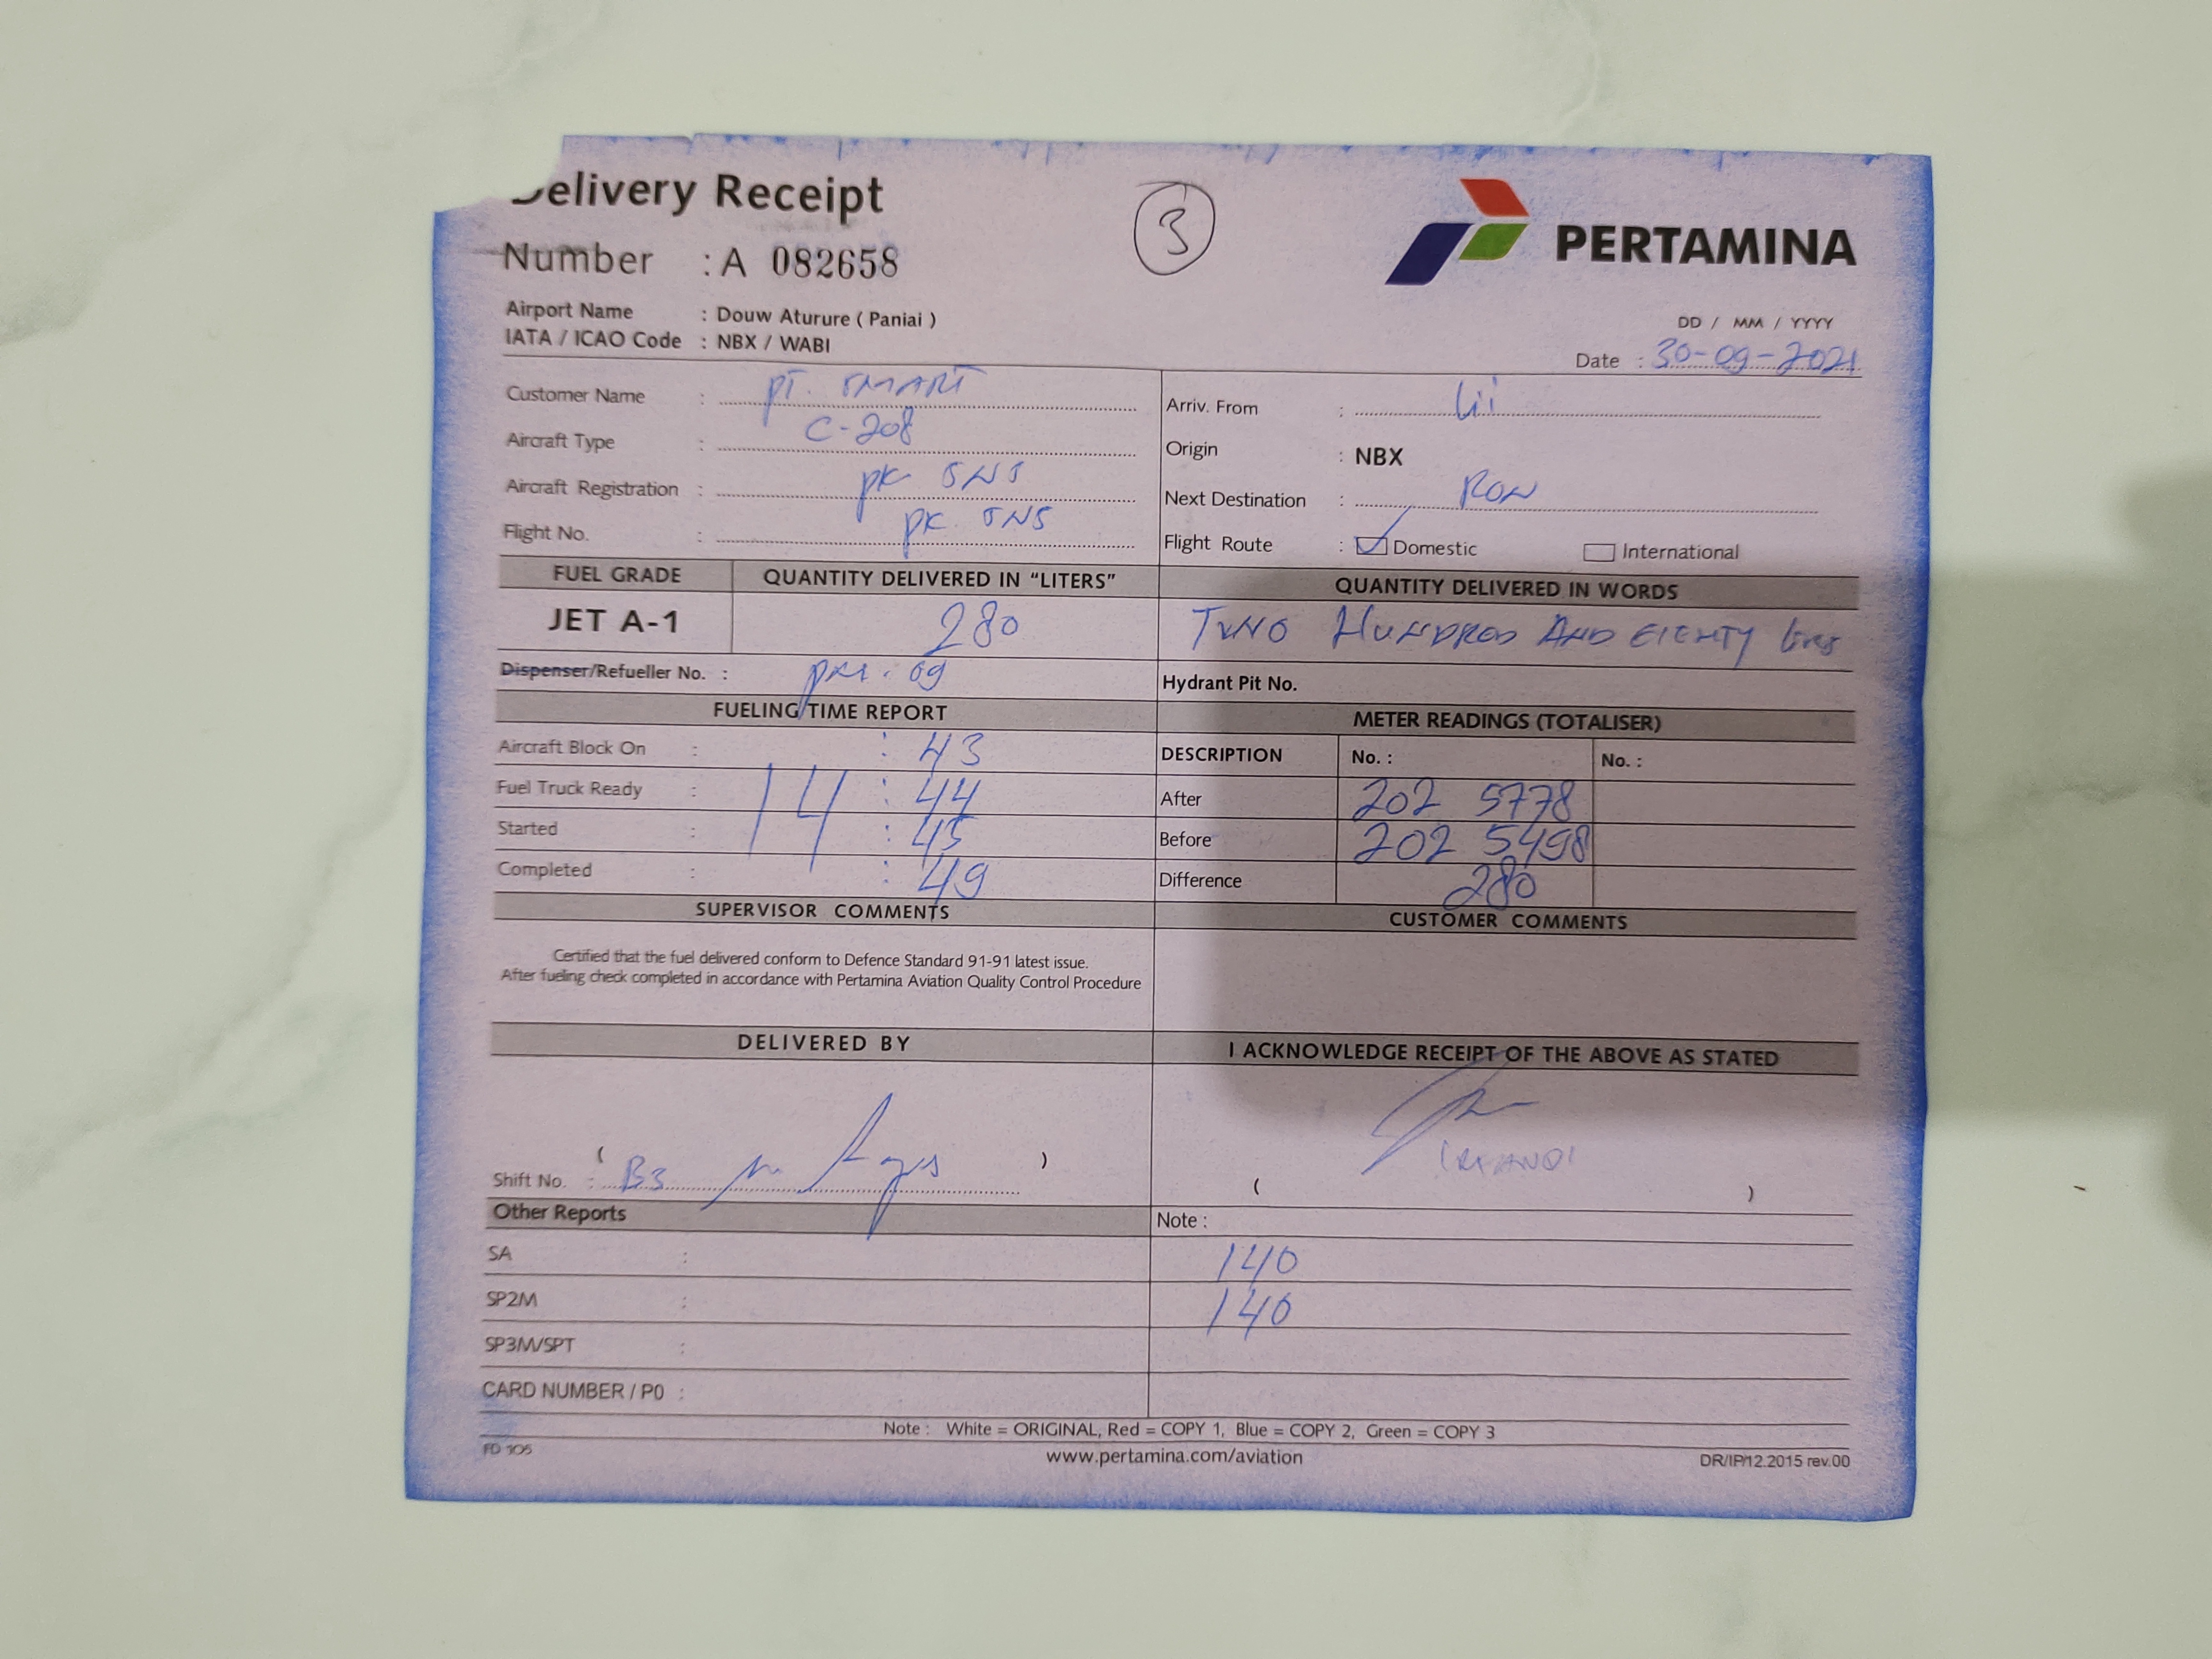 Delivery Receipt
3
PERTAMINA
Number : A 082658
Airport Name : Douw Aturure ( Paniai )
IATA / ICAO Code : NBX / WABI
DD / MM / YYYY
Date : 30-09-2021
Customer Name : PT. SMART
Aircraft Type : C-208
Aircraft Registration : PK SNS
Flight No. : PK SNS
Arriv. From :
Origin : NBX
Next Destination : RON
Flight Route : Domestic International
FUEL GRADE QUANTITY DELIVERED IN "LITERS" QUANTITY DELIVERED IN WORDS
JET A-1 280 TWO HUNDRED AND EIGHTY
Dispenser/Refueller No. : 09
Hydrant Pit No.
FUELING TIME REPORT
Aircraft Block On : : 43
Fuel Truck Ready : 14 : 44
Started : : 45
Completed : : 49
METER READINGS (TOTALISER)
DESCRIPTION No. : No. :
After 202 5778
Before 202 5498
Difference 280
SUPERVISOR COMMENTS
Certified that the fuel delivered conform to Defence Standard 91-91 latest issue.
After fueling check completed in accordance with Pertamina Aviation Quality Control Procedure
CUSTOMER COMMENTS
DELIVERED BY
( )
Shift No. : B3
I ACKNOWLEDGE RECEIPT OF THE ABOVE AS STATED
( )
Other Reports
SA :
SP2M :
SP3M/SPT :
CARD NUMBER / P0 :
Note :
140
140
Note : White = ORIGINAL, Red = COPY 1, Blue = COPY 2, Green = COPY 3
FD 105
www.pertamina.com/aviation
DR/IP/12.2015 rev.00